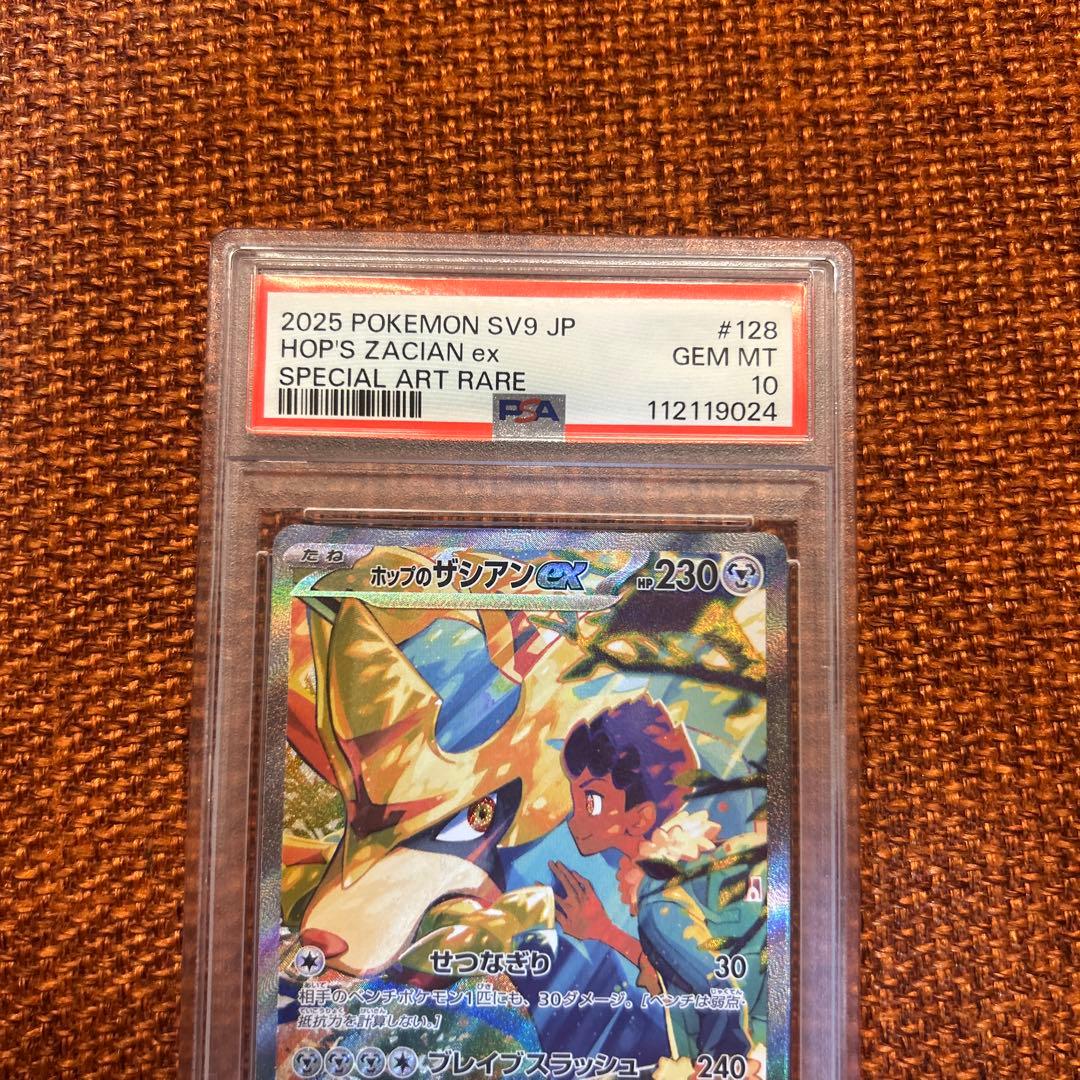 2025 POKEMON SV9 JP #128
HOP'S ZACIAN ex GEM MT
SPECIAL ART RARE 10
PSA 112119024
たね ホップのザシアンex HP230
せつなぎり 30
相手のベンチポケモン1匹にも、30ダメージ。[ベンチは弱点・
抵抗力を計算しない。]
ブレイブスラッシュ 240